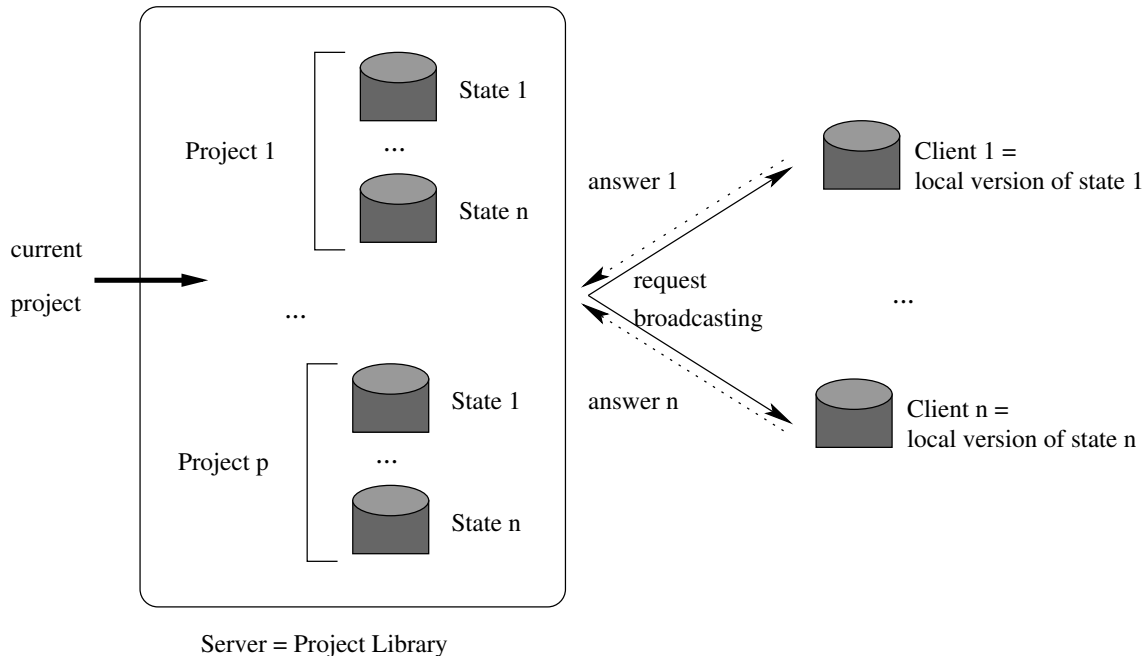 State 1
Project 1
...
State n
current
project
...
State 1
Project p
...
State n
Server = Project Library
answer 1
request
broadcasting
answer n
Client 1 =
local version of state 1
...
Client n =
local version of state n